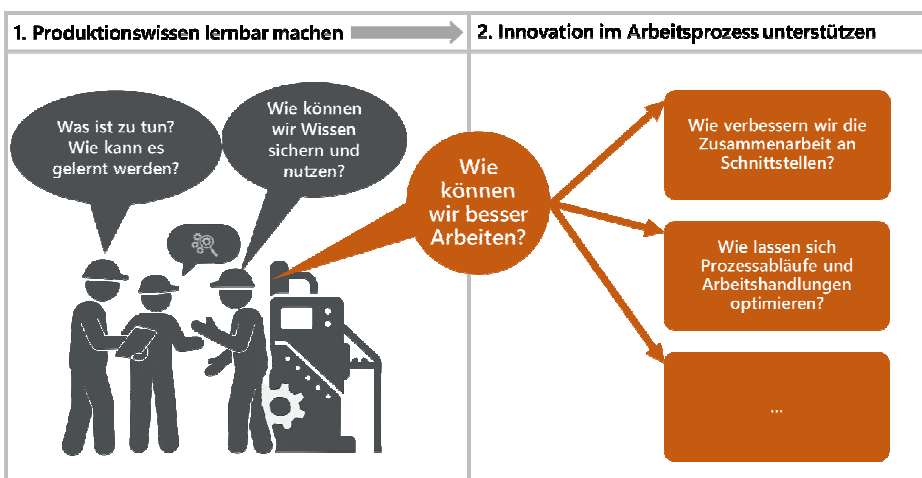 1. Produktionswissen lernbar machen
2. Innovation im Arbeitsprozess unterstützen
Was ist zu tun?
Wie kann es
gelernt werden?
Wie können
wir Wissen
sichern und
nutzen?
Wie
können
wir besser
Arbeiten?
Wie verbessern wir die
Zusammenarbeit an
Schnittstellen?
Wie lassen sich
Prozessabläufe und
Arbeitshandlungen
optimieren?
...